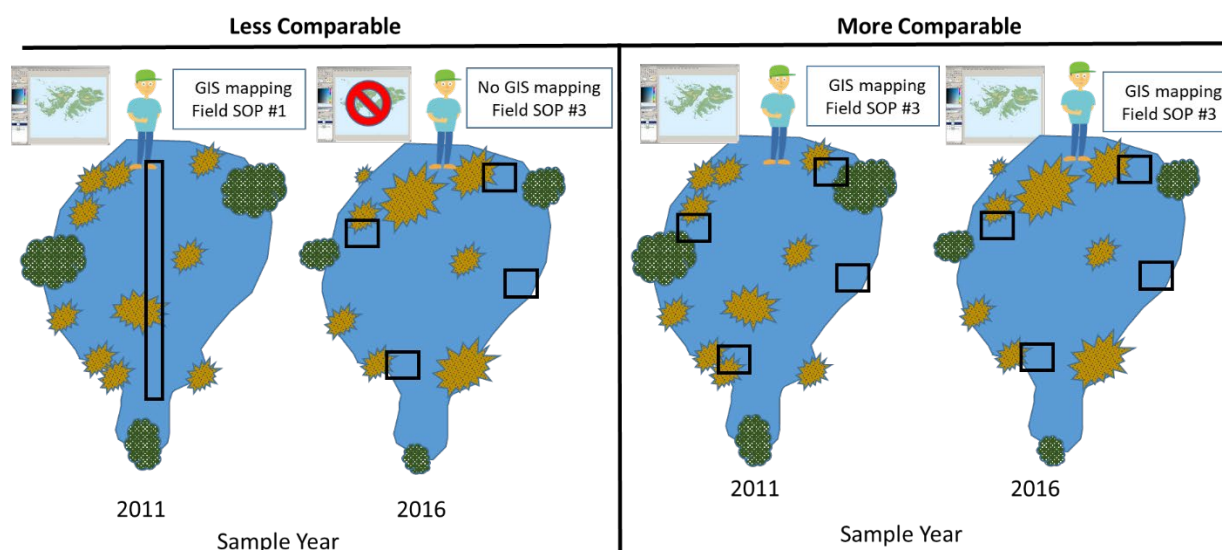 Less Comparable
More Comparable
GIS mapping
Field SOP #1
No GIS mapping
Field SOP #3
GIS mapping
Field SOP #3
GIS mapping
Field SOP #3
2011
2016
Sample Year
2011
2016
Sample Year